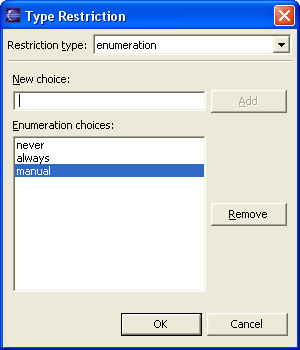 Type Restriction
Restriction type: enumeration
New choice:
Add
Enumeration choices:
never
always
manual
Remove
OK Cancel